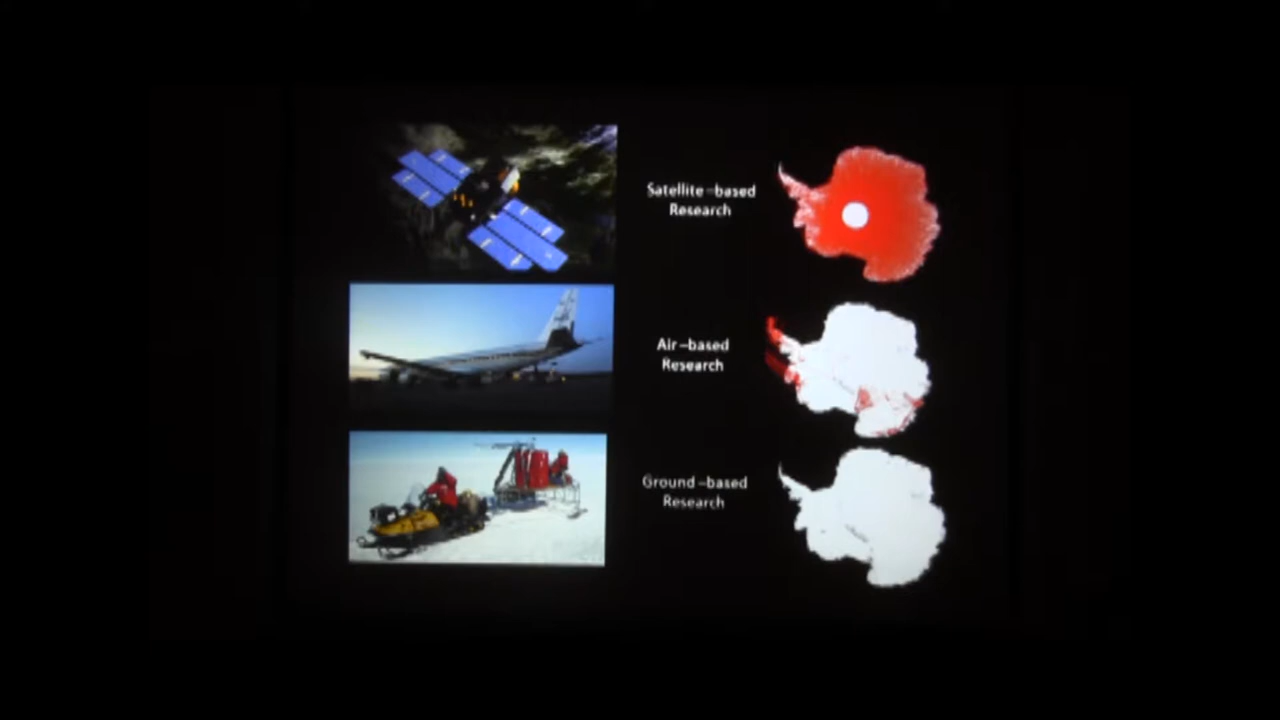 Satellite-based
Research
Air-based
Research
Ground-based
Research